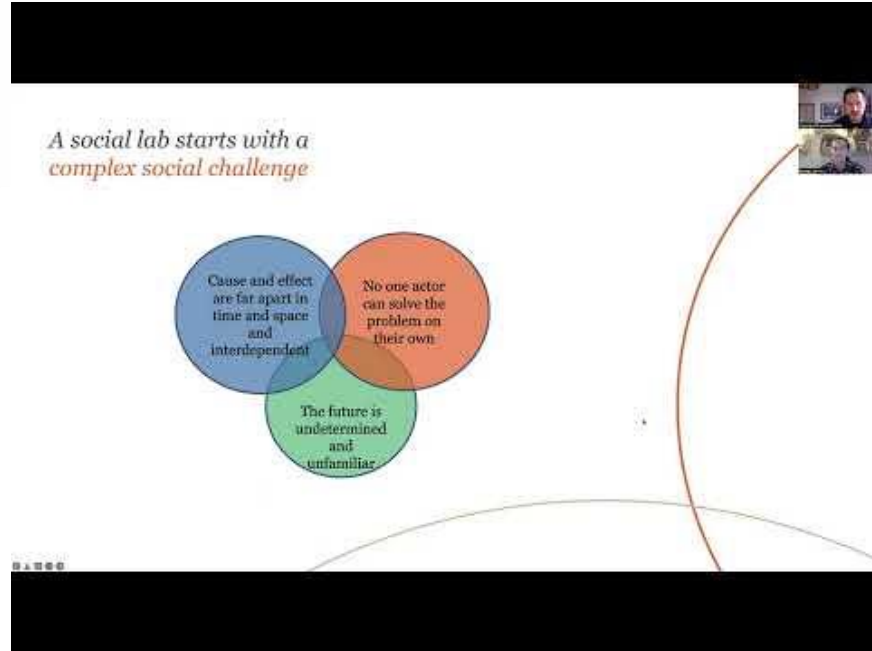 A social lab starts with a
complex social challenge
Cause and effect
are far apart in
time and space
and
interdependent
No one actor
can solve the
problem on
their own
The future is
undetermined
and
unfamiliar